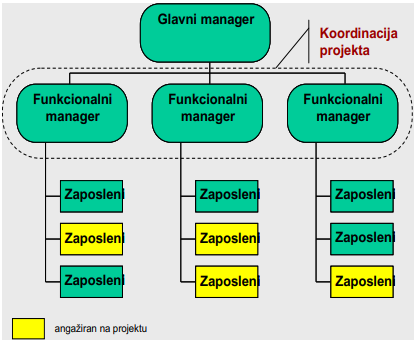 Glavni manager
Koordinacija
projekta
Funkcionalni
manager
Funkcionalni
manager
Funkcionalni
manager
Zaposleni
Zaposleni
Zaposleni
Zaposleni
Zaposleni
Zaposleni
Zaposleni
Zaposleni
Zaposleni
angažiran na projektu